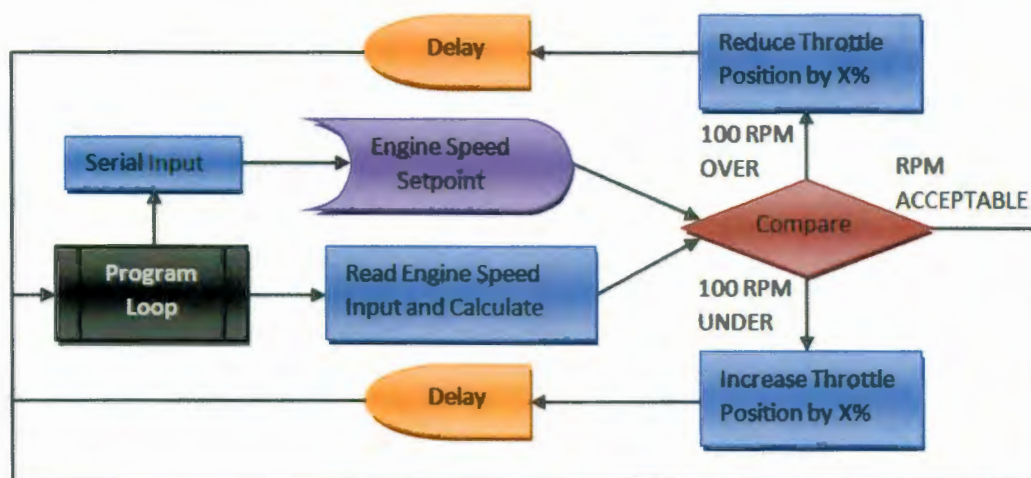 Delay
Reduce Throttle
Position by X%
Serial Input
Engine Speed
Setpoint
100 RPM
OVER
RPM
ACCEPTABLE
Compare
Program
Loop
Read Engine Speed
Input and Calculate
100 RPM
UNDER
Delay
Increase Throttle
Position by X%